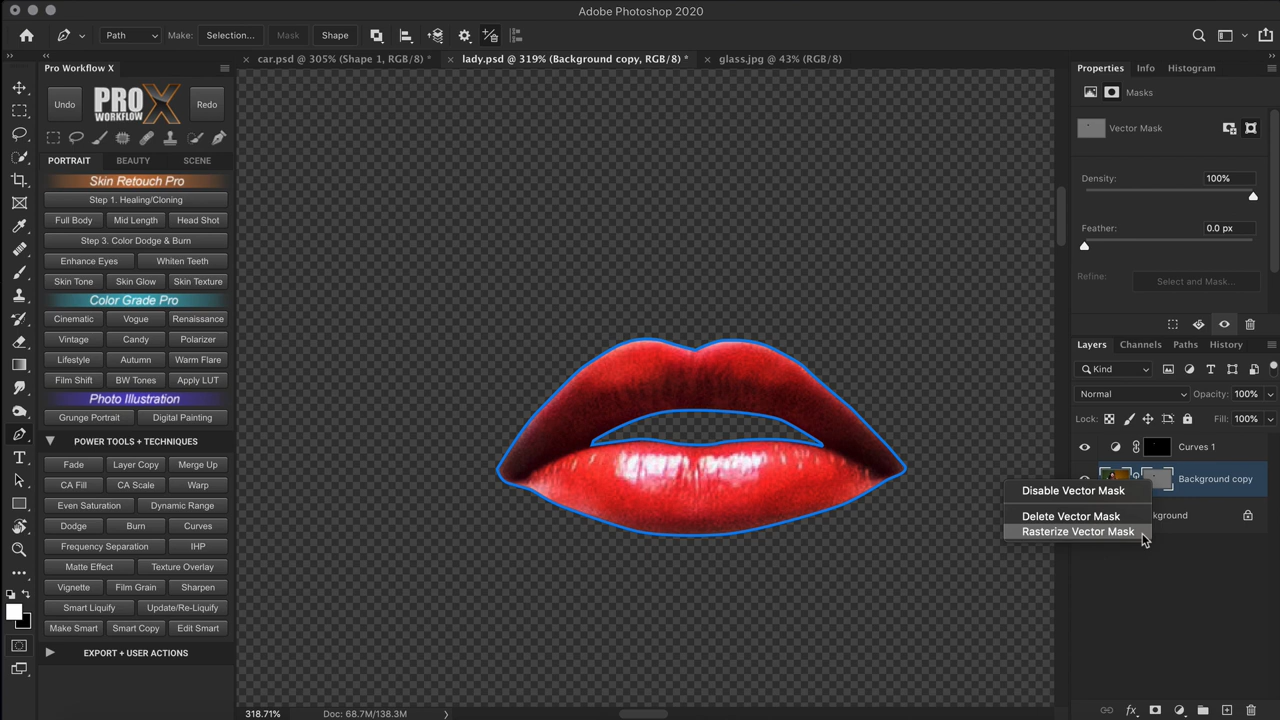 Adobe Photoshop 2020
Path Make: Selection... Mask Shape
car.psd @ 305% (Shape 1, RGB/8) *
lady.psd @ 319% (Background copy, RGB/8) *
glass.jpg @ 43% (RGB/8)
Pro Workflow X
Undo
PRO WORKFLOW X
Redo
PORTRAIT BEAUTY SCENE
Skin Retouch Pro
Step 1. Healing/Cloning
Full Body Mid Length Head Shot
Step 3. Color Dodge & Burn
Enhance Eyes Whiten Teeth
Skin Tone Skin Glow Skin Texture
Color Grade Pro
Cinematic Vogue Renaissance
Vintage Candy Polarizer
Lifestyle Autumn Warm Flare
Film Shift BW Tones Apply LUT
Photo Illustration
Grunge Portrait Digital Painting
POWER TOOLS + TECHNIQUES
Fade Layer Copy Merge Up
CA Fill CA Scale Warp
Even Saturation Dynamic Range
Dodge Burn Curves
Frequency Separation IHP
Matte Effect Texture Overlay
Vignette Film Grain Sharpen
Smart Liquify Update/Re-Liquify
Make Smart Smart Copy Edit Smart
EXPORT + USER ACTIONS
318.71% Doc: 68.7M/138.3M
Properties Info Histogram
Masks
Vector Mask
Density: 100%
Feather: 0.0 px
Refine: Select and Mask...
Layers Channels Paths History
Kind
Normal Opacity: 100%
Lock: Fill: 100%
Curves 1
Background copy
Disable Vector Mask
Delete Vector Mask
kground
Rasterize Vector Mask